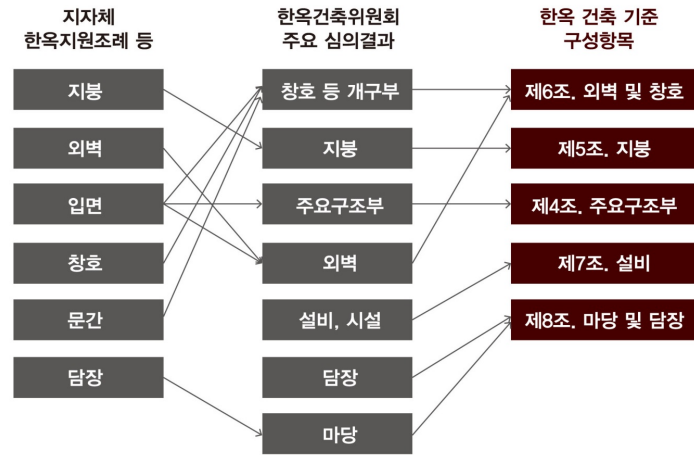 지자체
한옥지원조례 등
한옥건축위원회
주요 심의결과
한옥 건축 기준
구성항목
지붕
창호 등 개구부
제6조. 외벽 및 창호
외벽
지붕
제5조. 지붕
입면
주요구조부
제4조. 주요구조부
창호
외벽
제7조. 설비
문간
설비, 시설
제8조. 마당 및 담장
담장
담장
마당